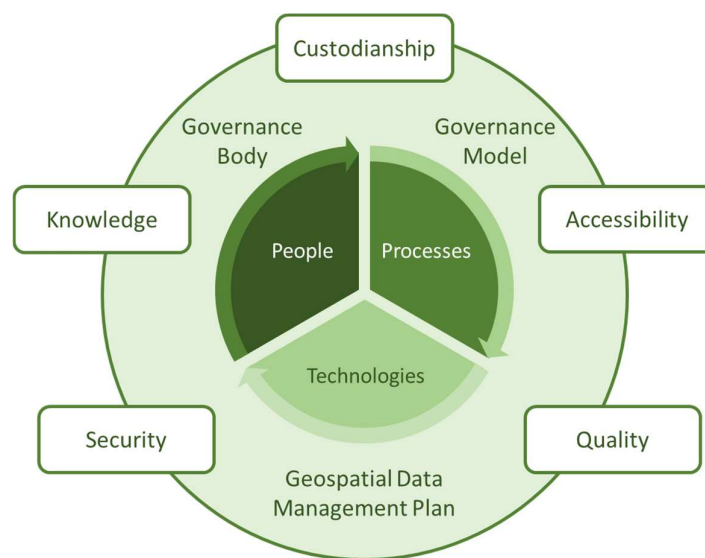 Custodianship
Governance
Body
Governance
Model
Knowledge
Accessibility
People
Processes
Technologies
Security
Quality
Geospatial Data
Management Plan